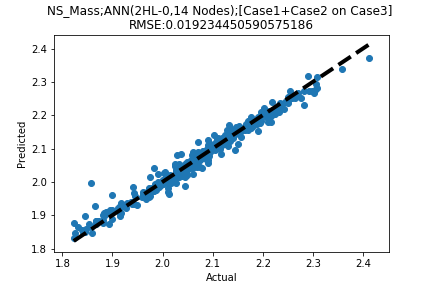 NS_Mass;ANN(2HL-0,14 Nodes);[Case1+Case2 on Case3]
RMSE:0.019234450590575186
2.4
2.3
2.2
2.1
2.0
1.9
1.8
Predicted
1.8 1.9 2.0 2.1 2.2 2.3 2.4
Actual